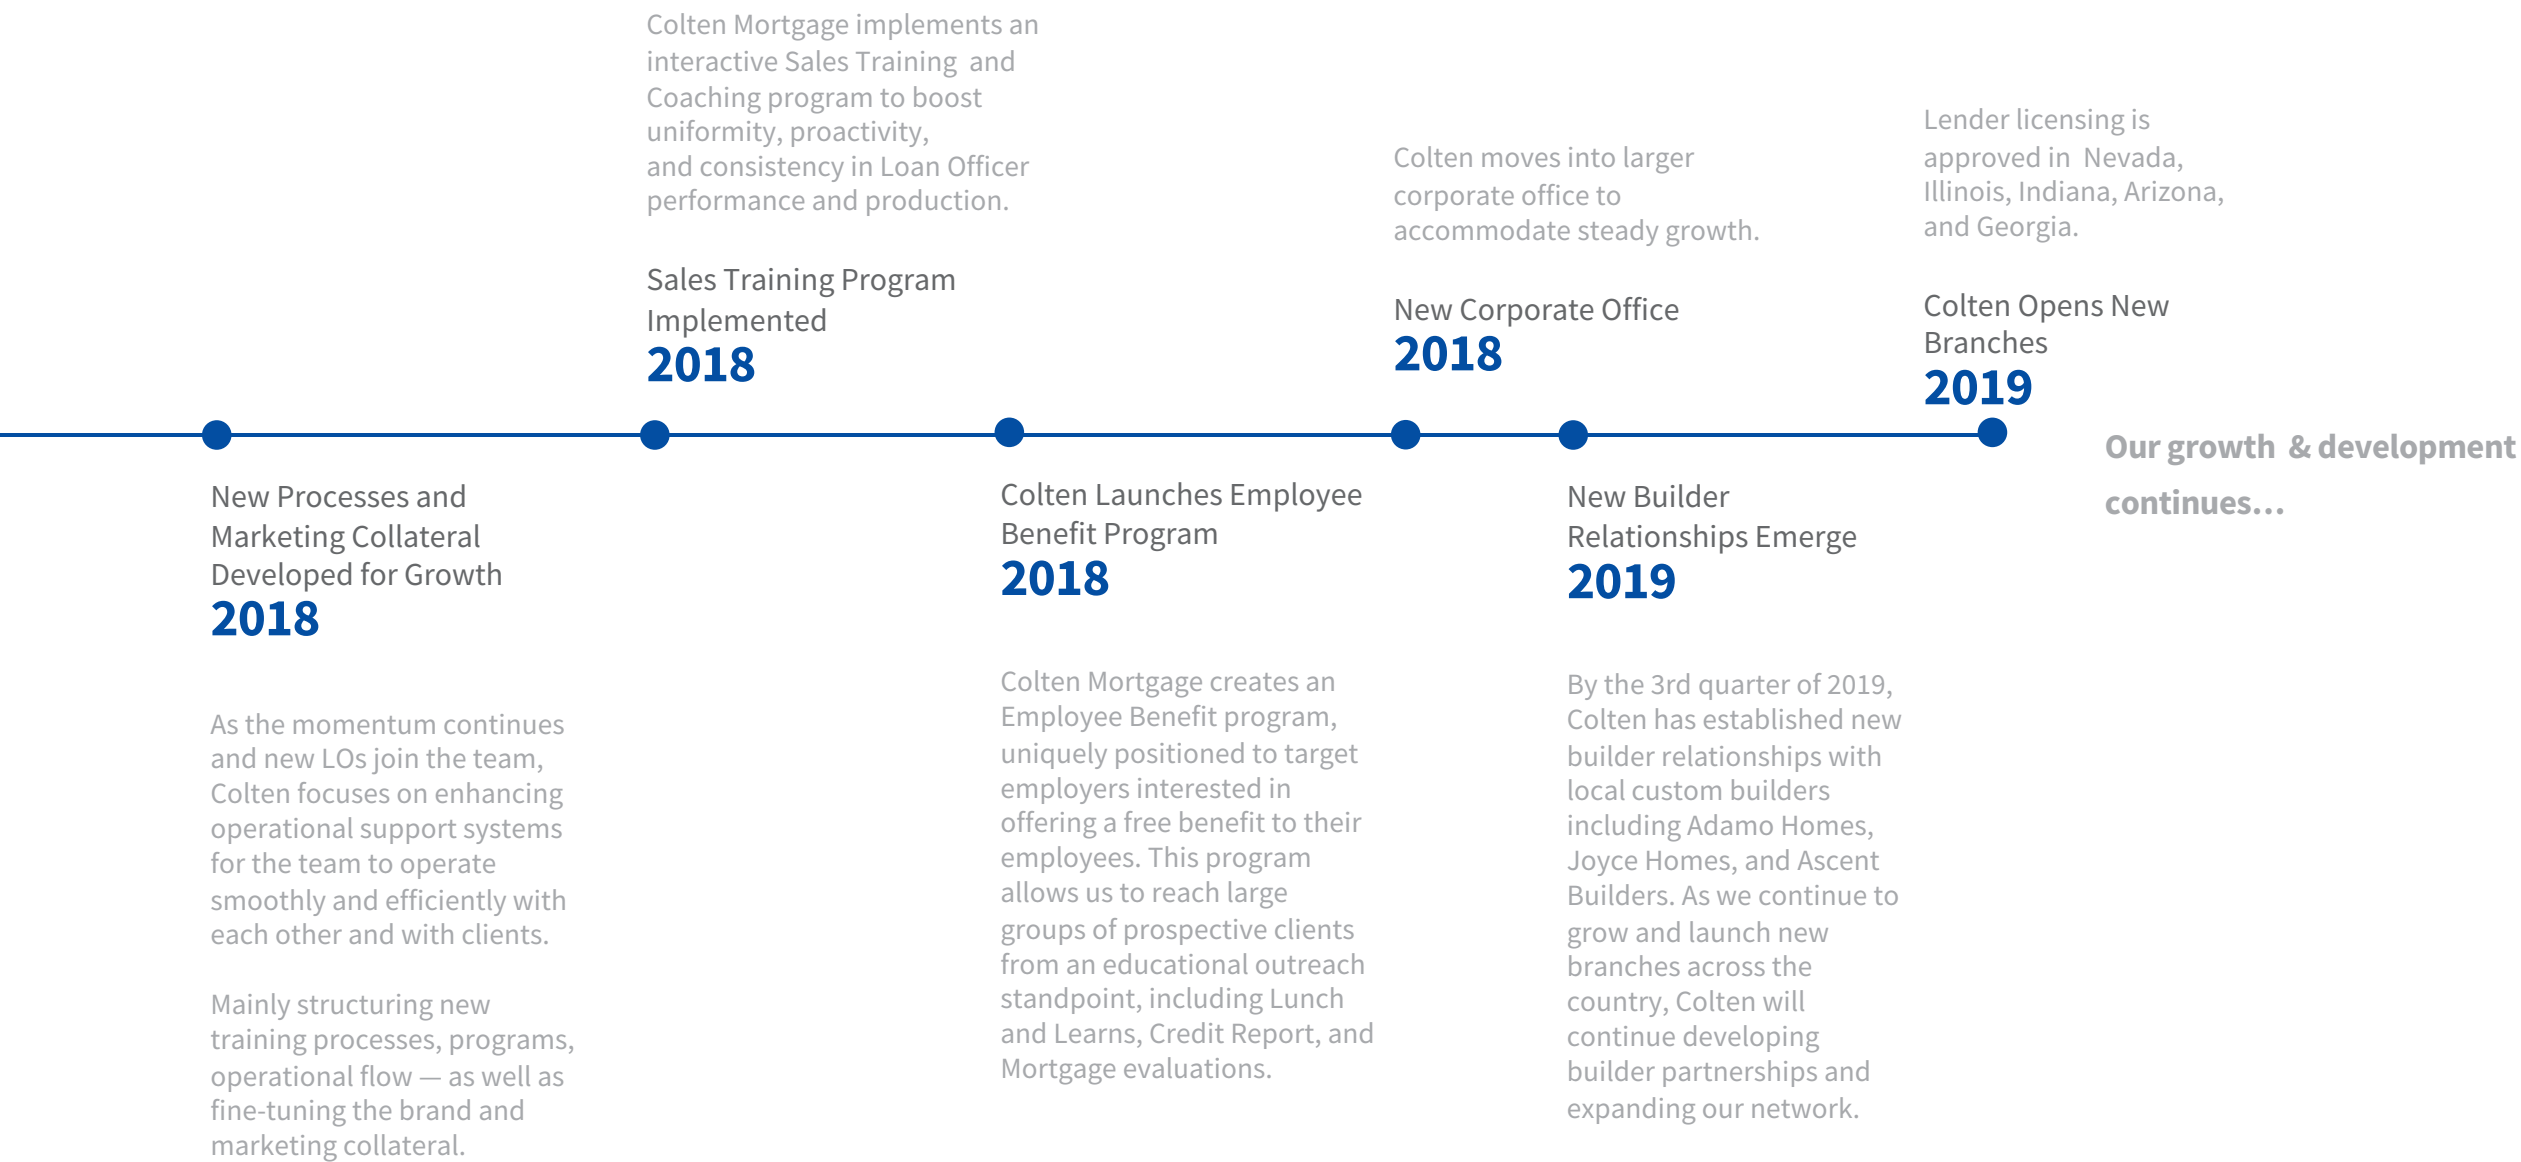 Colten Mortgage implements an
interactive Sales Training and
Coaching program to boost
uniformity, proactivity,
and consistency in Loan Officer
performance and production.
Sales Training Program
Implemented
2018
Colten moves into larger
corporate office to
accommodate steady growth.
New Corporate Office
2018
Lender licensing is
approved in Nevada,
Illinois, Indiana, Arizona,
and Georgia.
Colten Opens New
Branches
2019
Our growth & development
continues...
New Processes and
Marketing Collateral
Developed for Growth
2018
As the momentum continues
and new LOs join the team,
Colten focuses on enhancing
operational support systems
for the team to operate
smoothly and efficiently with
each other and with clients.
Mainly structuring new
training processes, programs,
operational flow — as well as
fine-tuning the brand and
marketing collateral.
Colten Launches Employee
Benefit Program
2018
Colten Mortgage creates an
Employee Benefit program,
uniquely positioned to target
employers interested in
offering a free benefit to their
employees. This program
allows us to reach large
groups of prospective clients
from an educational outreach
standpoint, including Lunch
and Learns, Credit Report, and
Mortgage evaluations.
New Builder
Relationships Emerge
2019
By the 3rd quarter of 2019,
Colten has established new
builder relationships with
local custom builders
including Adamo Homes,
Joyce Homes, and Ascent
Builders. As we continue to
grow and launch new
branches across the
country, Colten will
continue developing
builder partnerships and
expanding our network.